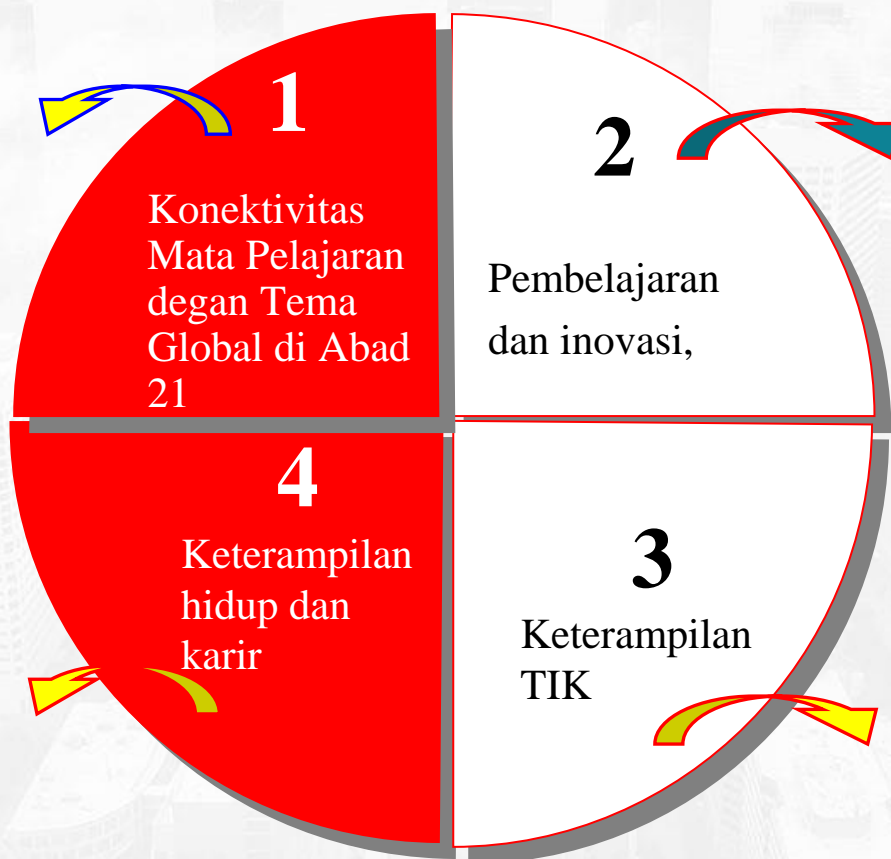 1
Konektivitas
Mata Pelajaran
degan Tema
Global di Abad
21
2
Pembelajaran
dan inovasi,
4
Keterampilan
hidup dan
karir
3
Keterampilan
TIK